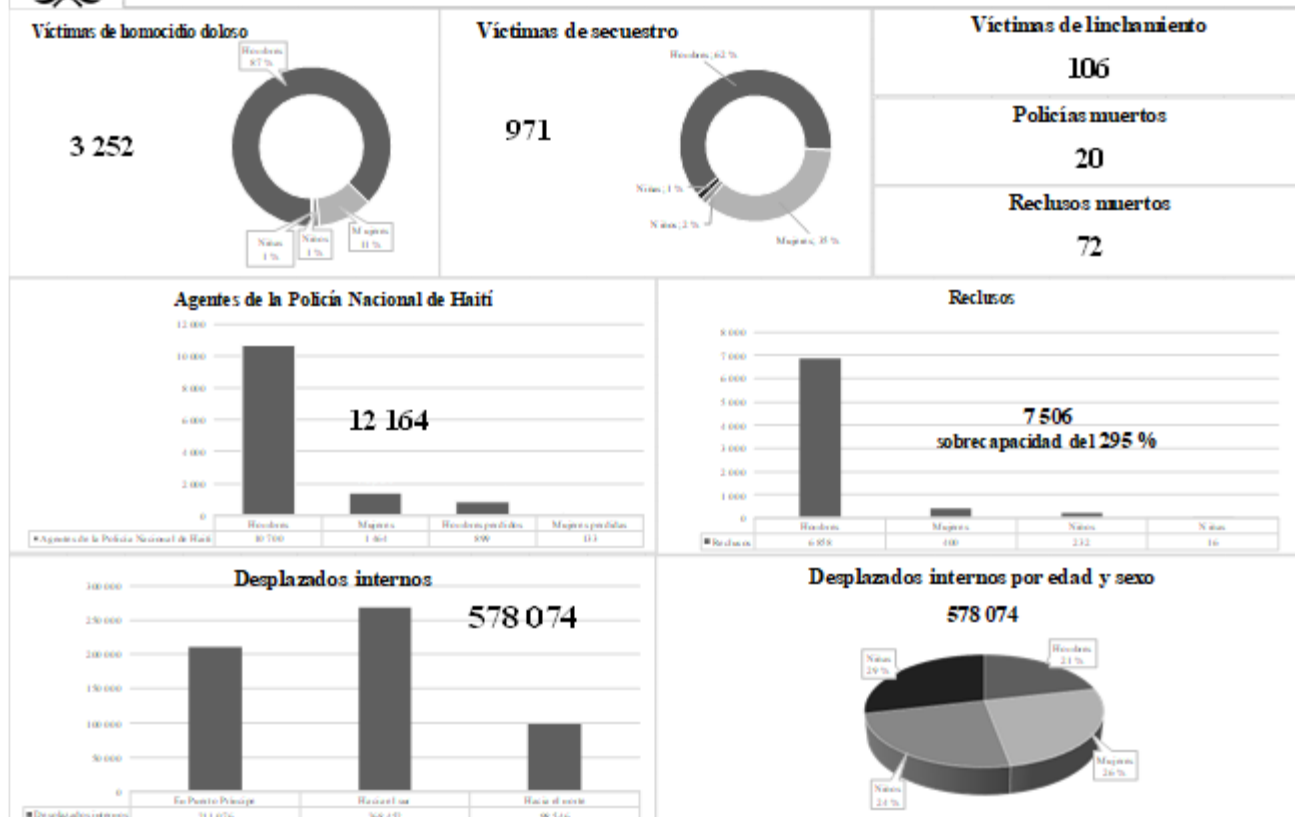 Víctimas de homocidio doloso
3 252
Hombres
87 %
Mujeres
11 %
Niños
1 %
Niñas
1 %
Víctimas de secuestro
971
Hombres; 62 %
Mujeres; 35 %
Niños; 2 %
Niñas; 1 %
Víctimas de linchamiento
106
Policías muertos
20
Reclusos muertos
72
Agentes de la Policía Nacional de Haití
12 164
12 000
10 000
8 000
6 000
4 000
2 000
0
Hombres Mujeres Hombres perdidos Mujeres perdidas
Agentes de la Policía Nacional de Haití 10 700 1 464 899 133
Reclusos
7 506
sobrecapacidad del 295 %
8 000
7 000
6 000
5 000
4 000
3 000
2 000
1 000
0
Hombres Mujeres Niños Niñas
Reclusos 6 858 400 232 16
Desplazados internos
578 074
300 000
250 000
200 000
150 000
100 000
50 000
0
En Puerto Príncipe Hacia el sur Hacia el norte
Desplazados internos
Desplazados internos por edad y sexo
578 074
Hombres
21 %
Mujeres
26 %
Niños
24 %
Niñas
29 %